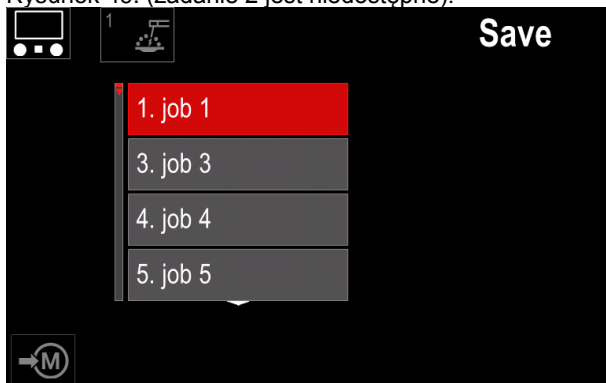 Rysunek 40. (zadanie 2 jest niedostępne).
1
Save
1. job 1
3. job 3
4. job 4
5. job 5
M